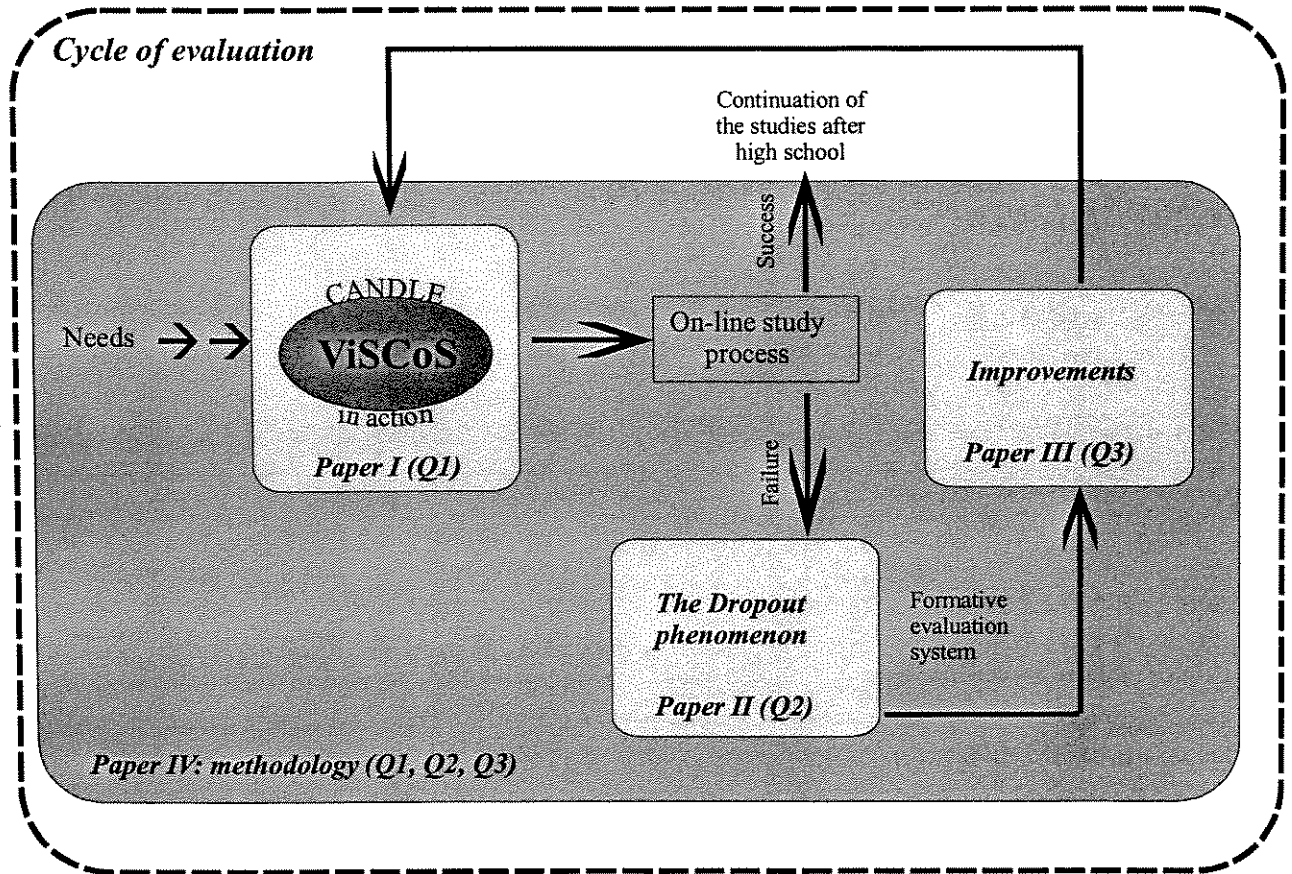 Cycle of evaluation
Continuation of
the studies after
high school
Success
Needs
CANDLE
ViSCoS
in action
Paper I (Q1)
On-line study
process
Improvements
Paper III (Q3)
Failure
The Dropout
phenomenon
Paper II (Q2)
Formative
evaluation
system
Paper IV: methodology (Q1, Q2, Q3)